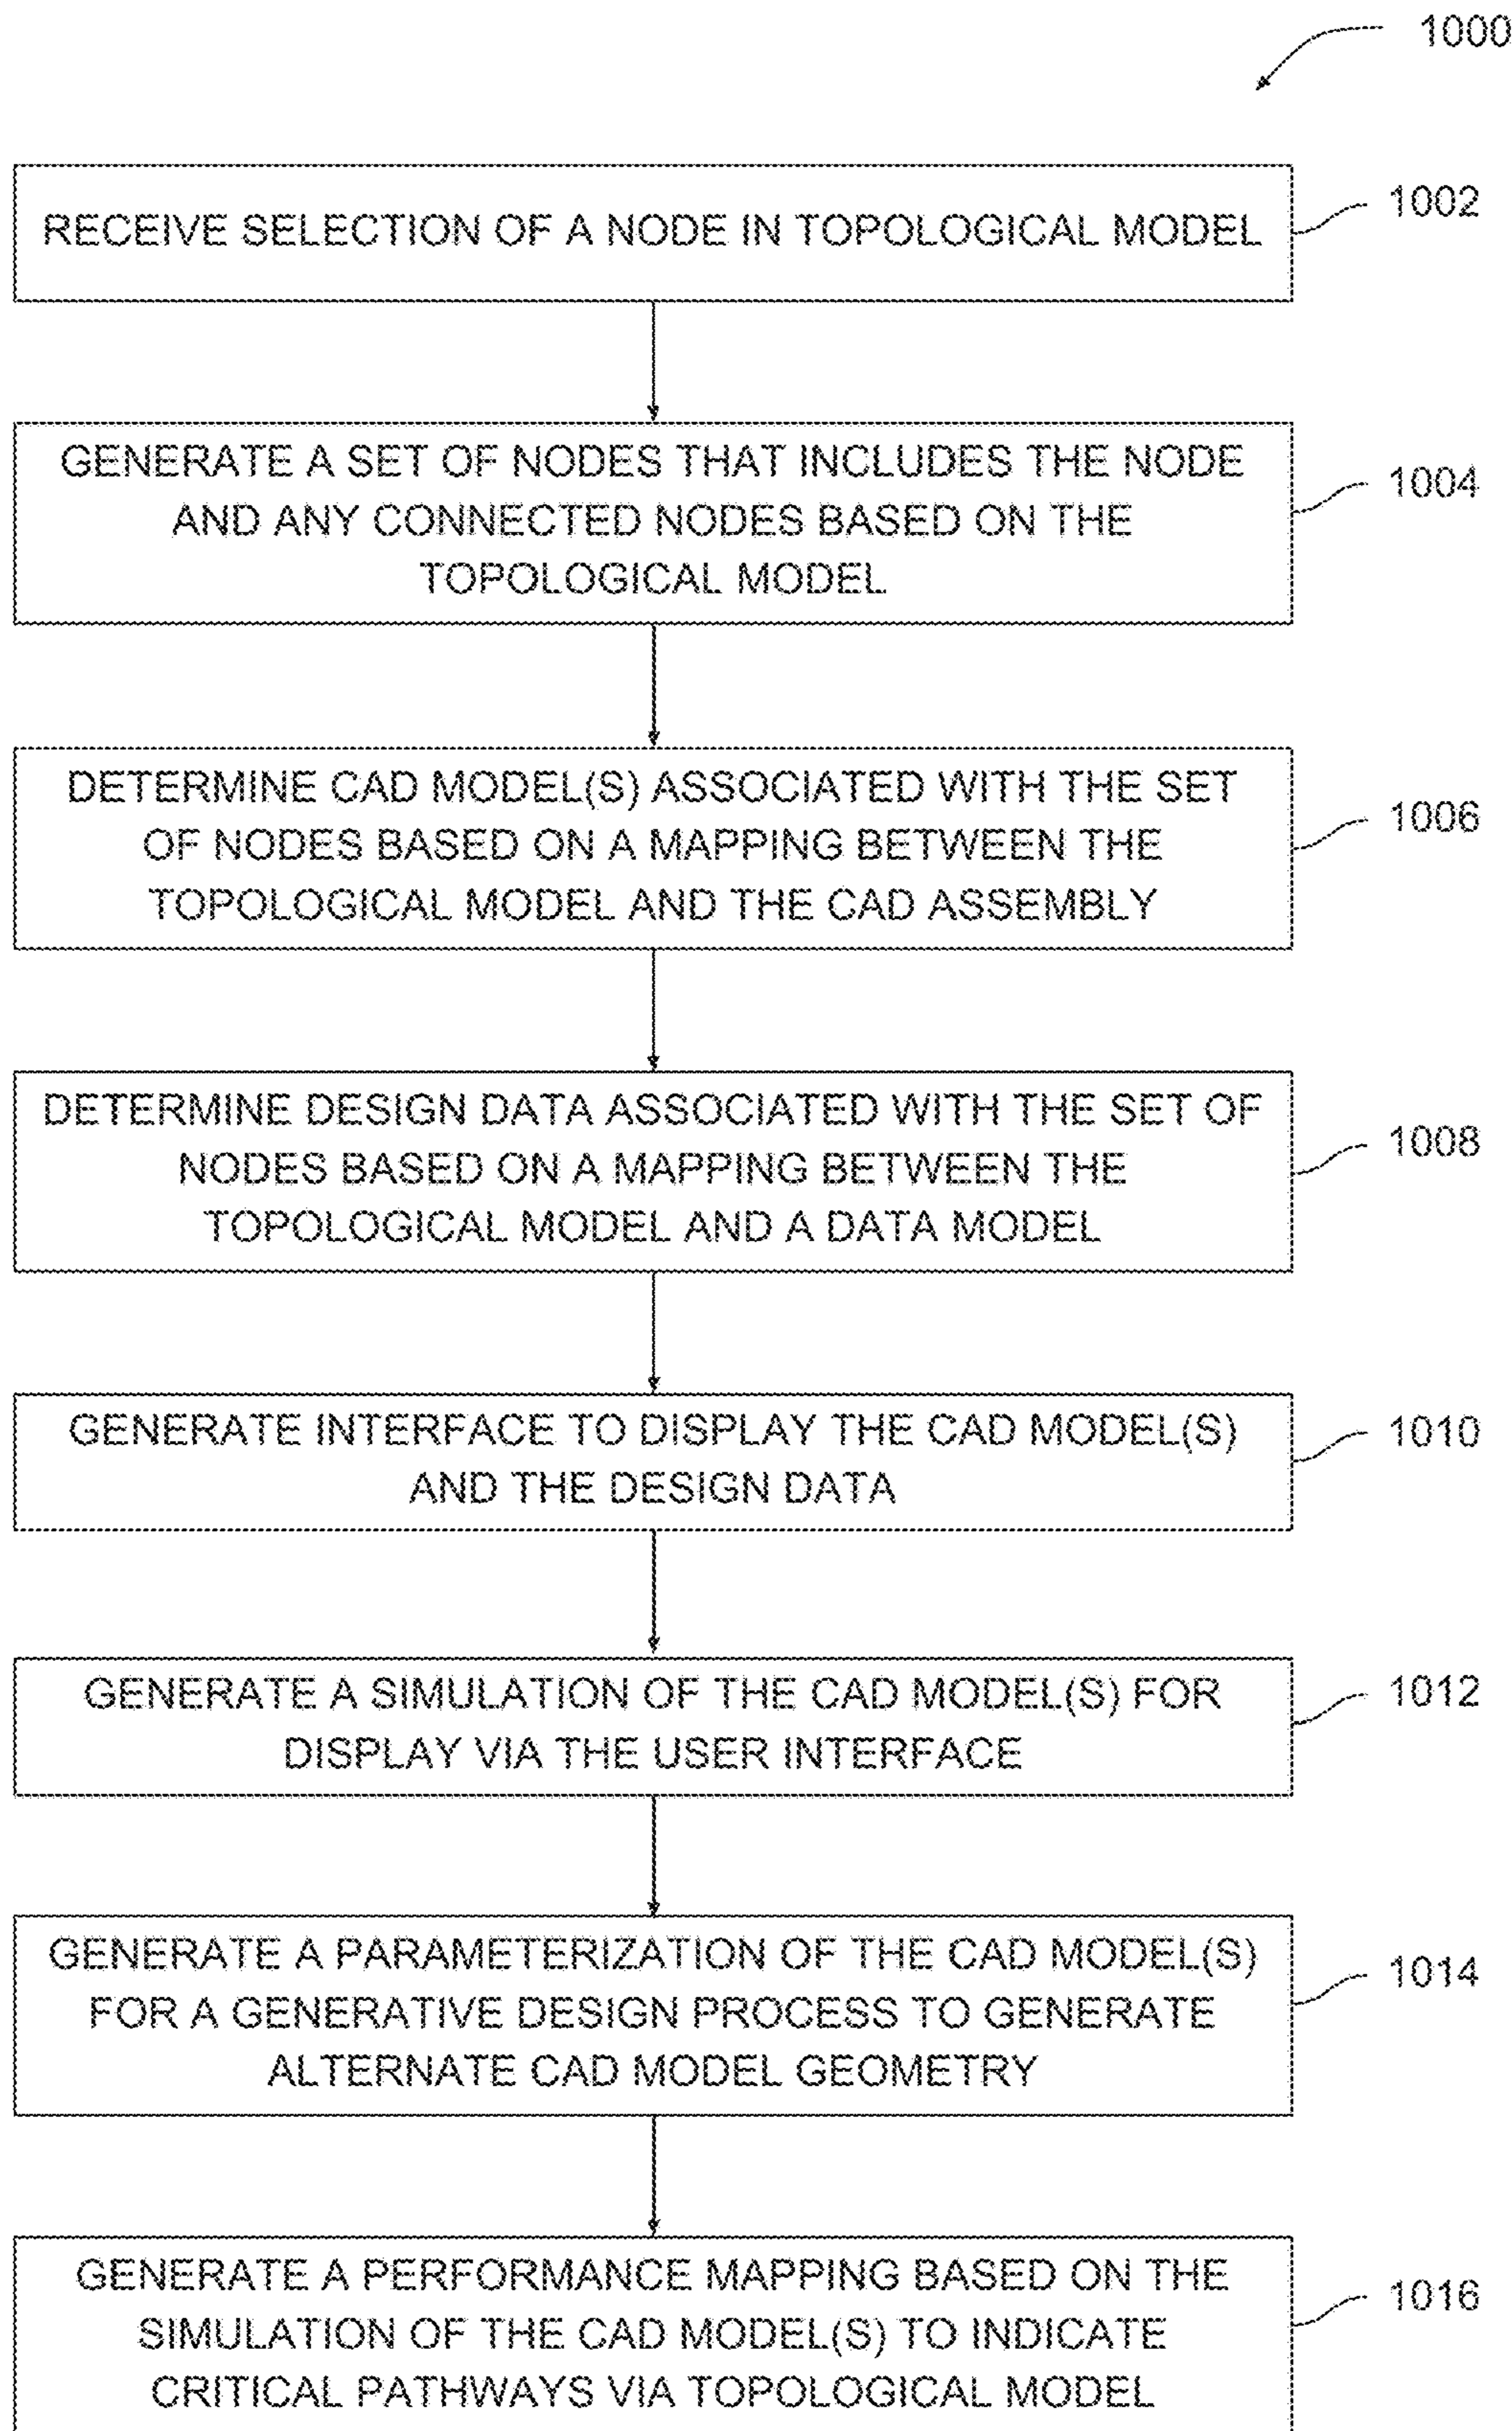 1000
RECEIVE SELECTION OF A NODE IN TOPOLOGICAL MODEL
1002
GENERATE A SET OF NODES THAT INCLUDES THE NODE
AND ANY CONNECTED NODES BASED ON THE
TOPOLOGICAL MODEL
1004
DETERMINE CAD MODEL(S) ASSOCIATED WITH THE SET
OF NODES BASED ON A MAPPING BETWEEN THE
TOPOLOGICAL MODEL AND THE CAD ASSEMBLY
1006
DETERMINE DESIGN DATA ASSOCIATED WITH THE SET OF
NODES BASED ON A MAPPING BETWEEN THE
TOPOLOGICAL MODEL AND A DATA MODEL
1008
GENERATE INTERFACE TO DISPLAY THE CAD MODEL(S)
AND THE DESIGN DATA
1010
GENERATE A SIMULATION OF THE CAD MODEL(S) FOR
DISPLAY VIA THE USER INTERFACE
1012
GENERATE A PARAMETERIZATION OF THE CAD MODEL(S)
FOR A GENERATIVE DESIGN PROCESS TO GENERATE
ALTERNATE CAD MODEL GEOMETRY
1014
GENERATE A PERFORMANCE MAPPING BASED ON THE
SIMULATION OF THE CAD MODEL(S) TO INDICATE
CRITICAL PATHWAYS VIA TOPOLOGICAL MODEL
1016